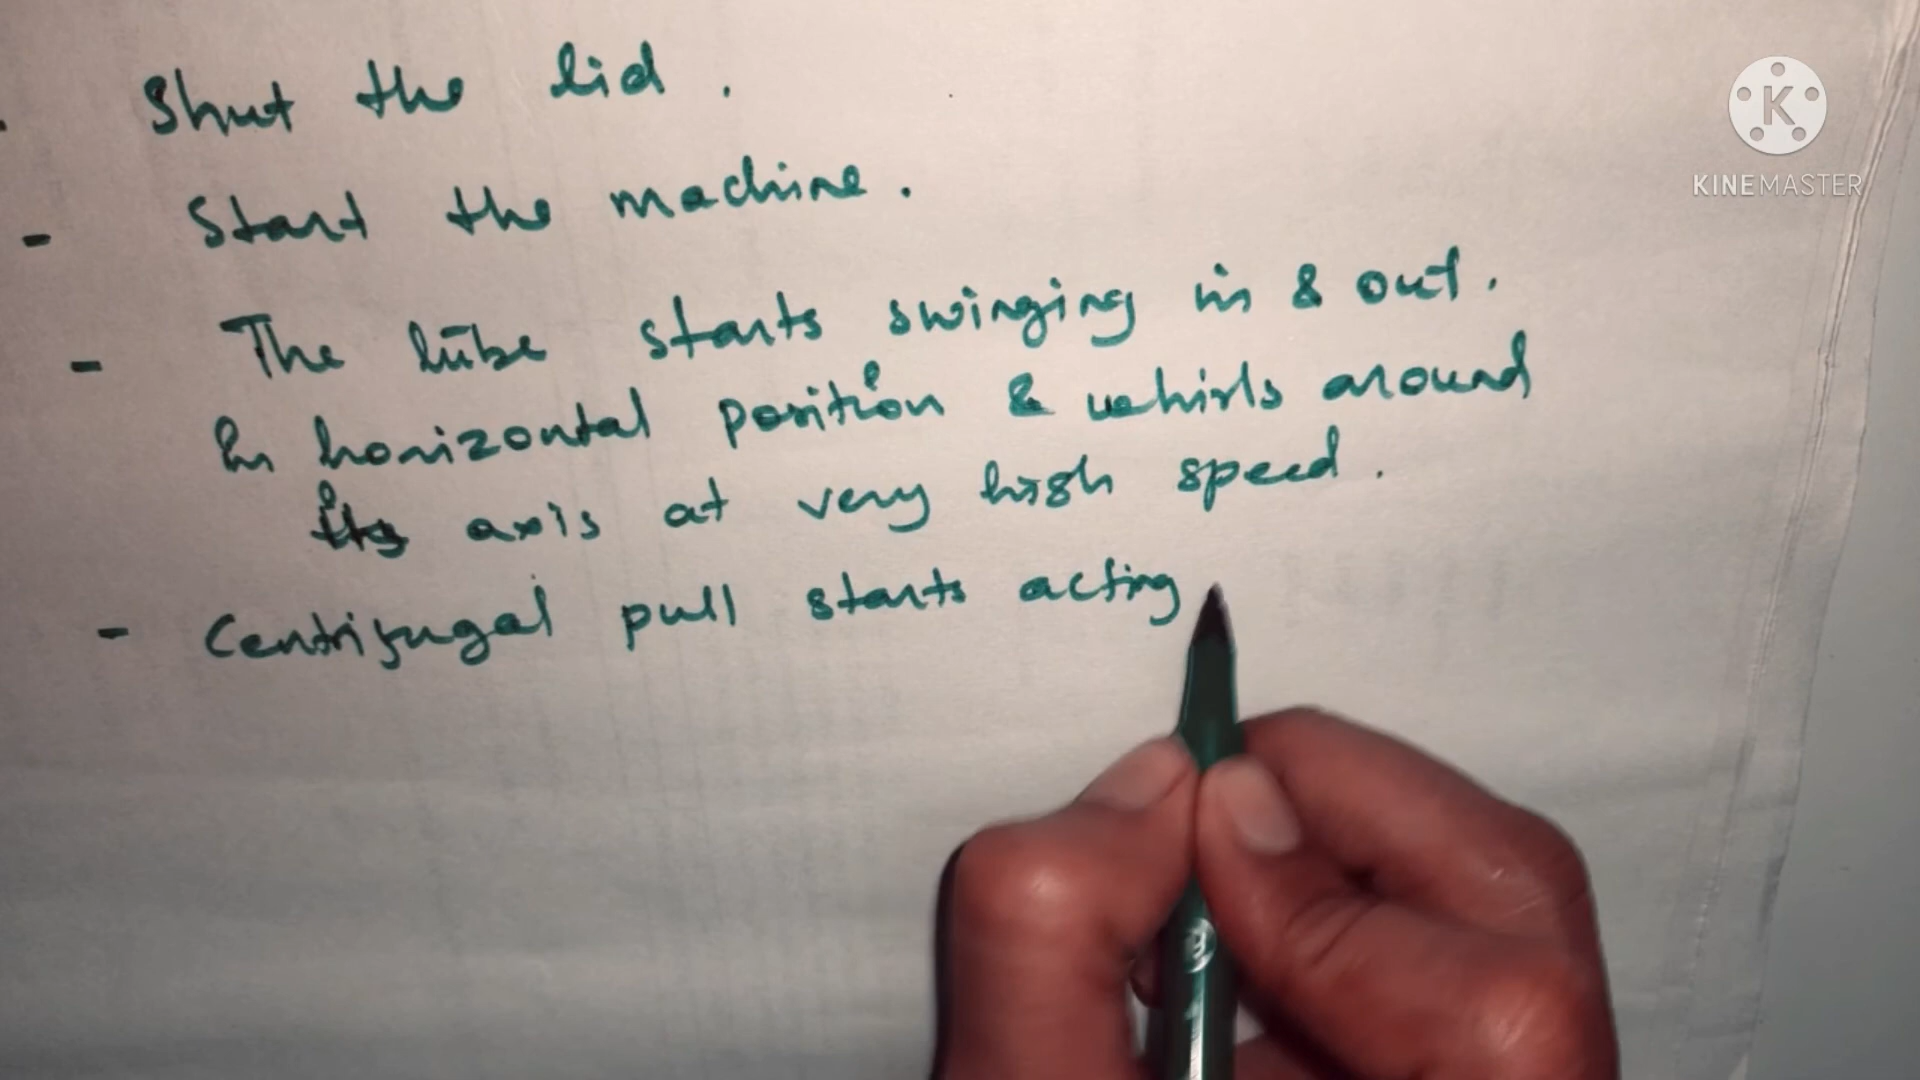 Shut the lid.
- Start the machine.
- The tube starts swinging in & out.
In horizontal position & whirls around
its axis at very high speed.
- Centrifugal pull starts acting
K
KINEMASTER